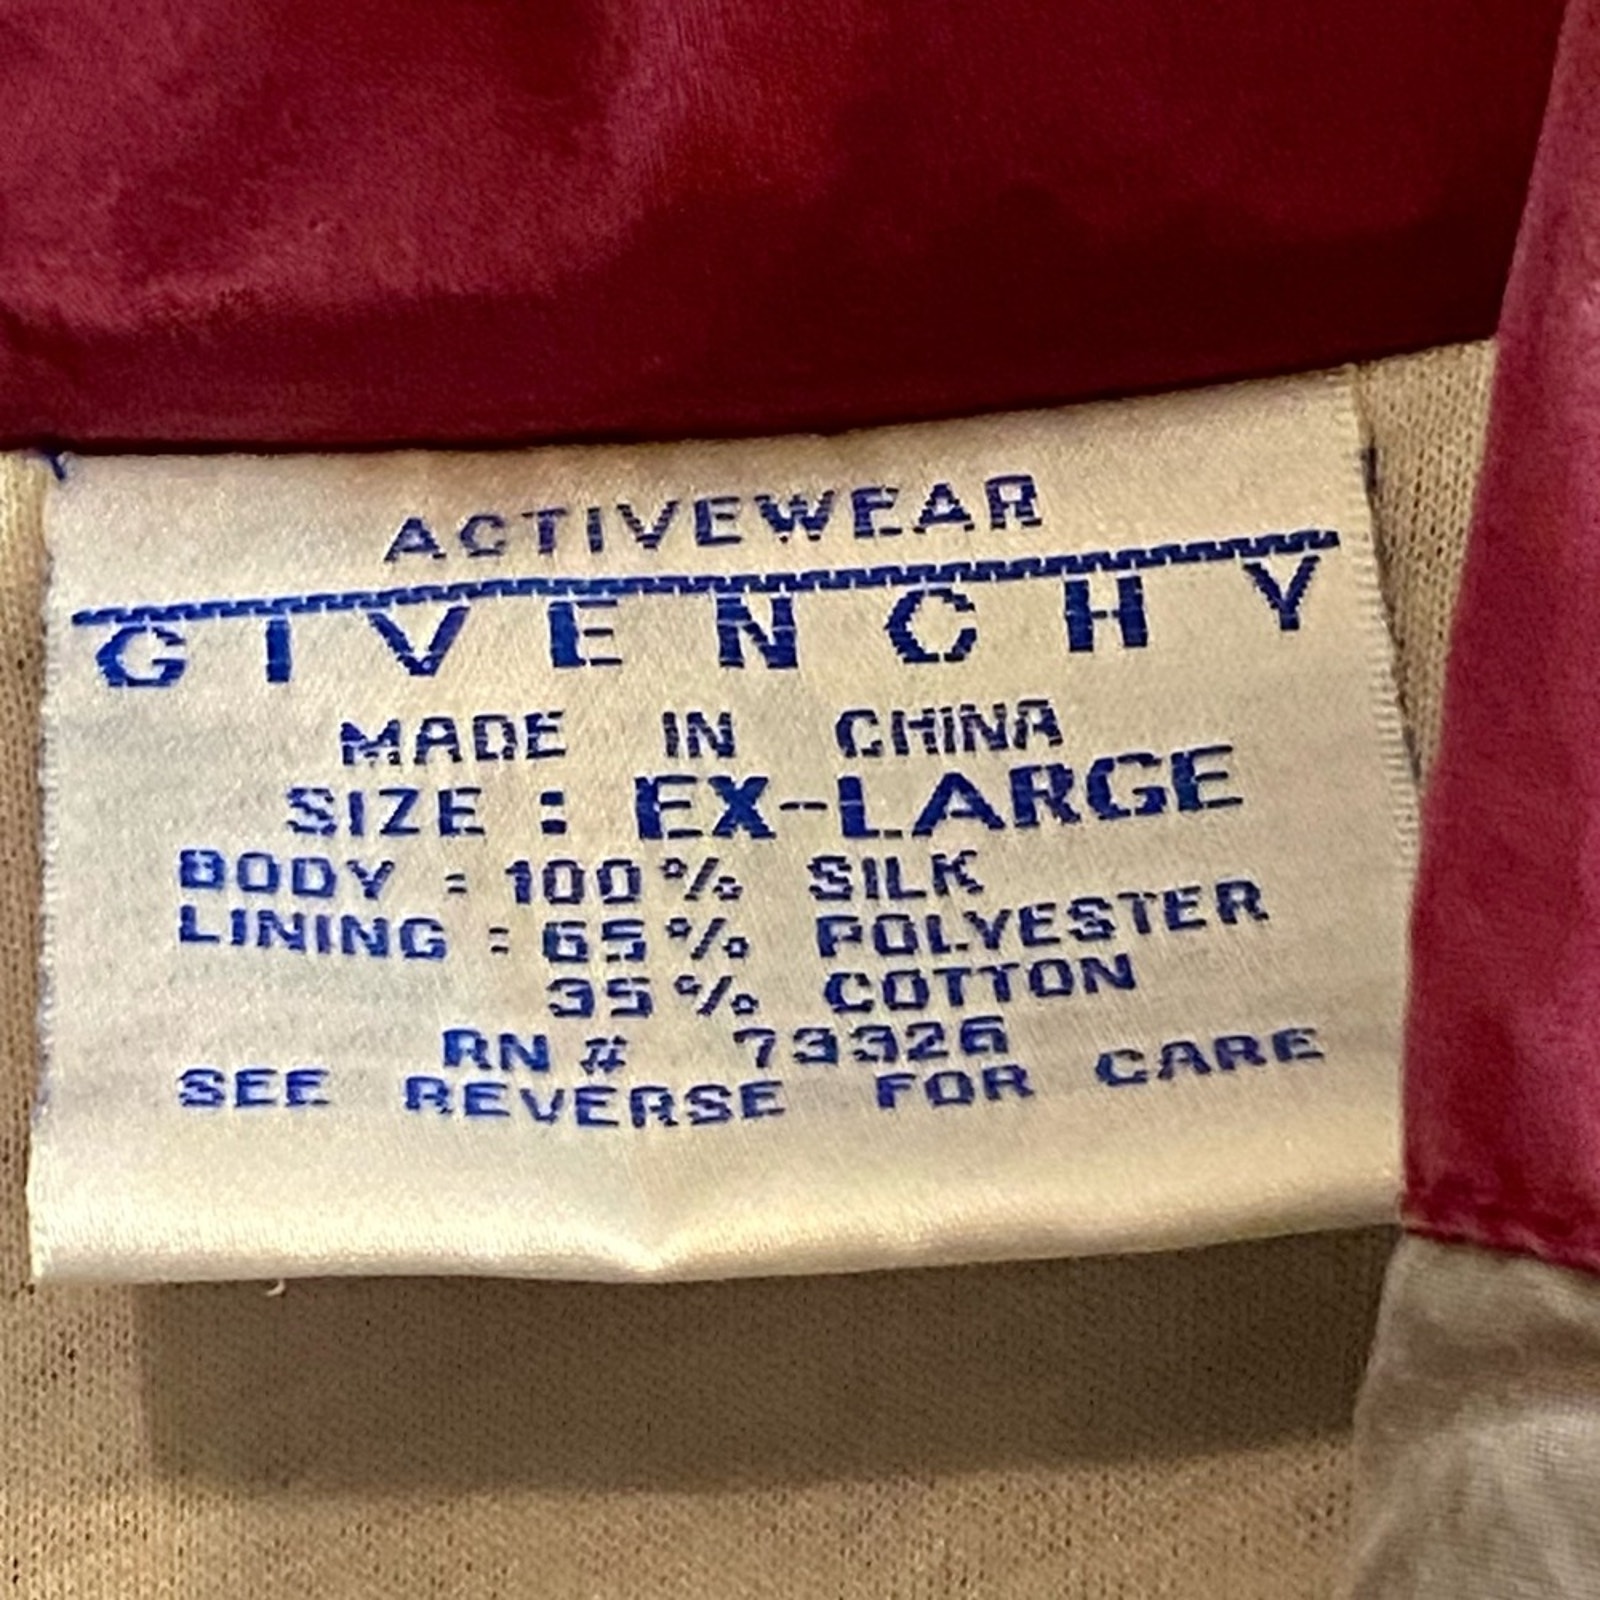 ACTIVEWEAR
GIVENCHY
MADE IN CHINA
SIZE : EX-LARGE
BODY : 100% SILK
LINING : 65% POLYESTER
35% COTTON
RN # 73326
SEE REVERSE FOR CARE